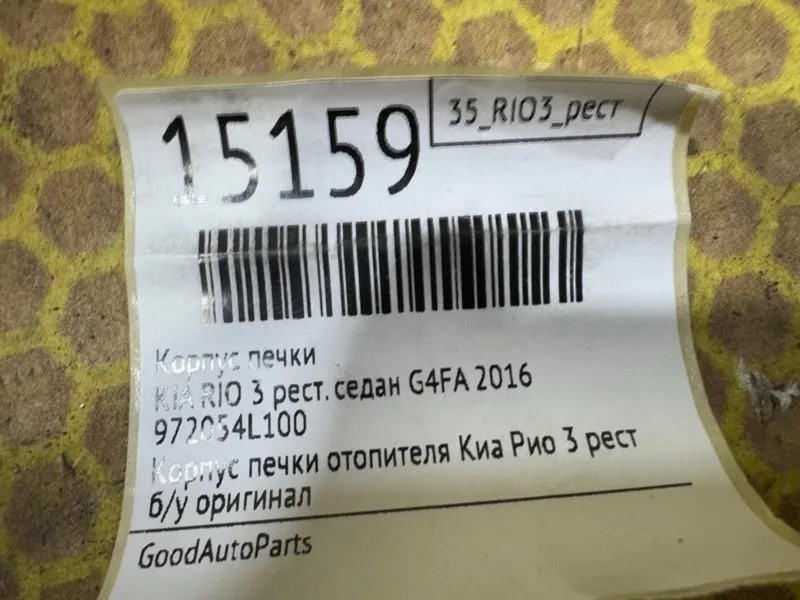 15159
35_RIO3_рест
Корпус печки
KIA RIO 3 рест. седан G4FA 2016
972054L100
Корпус печки отопителя Киа Рио 3 рест
б/у оригинал
GoodAutoParts